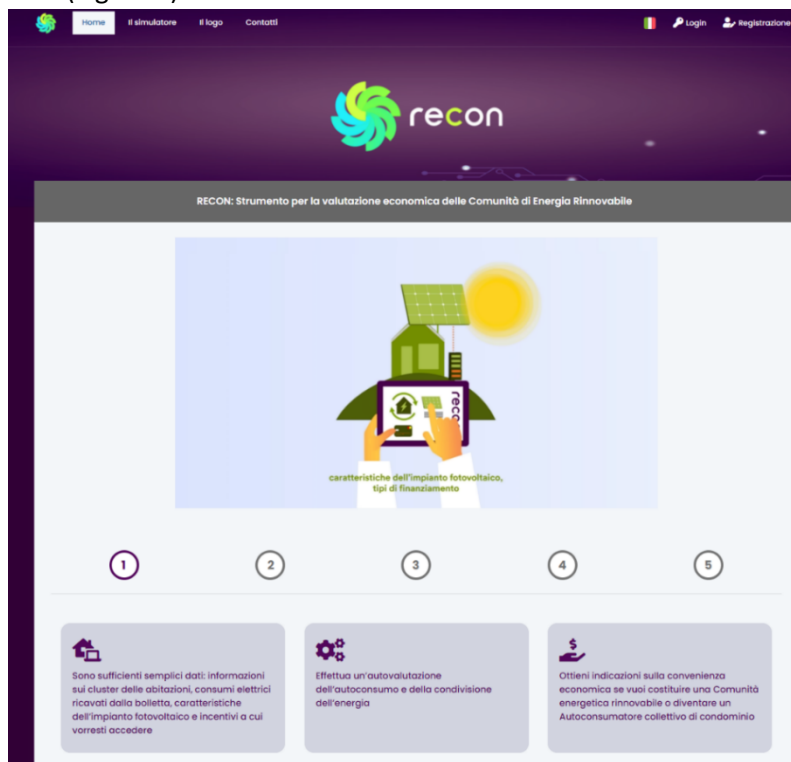 Home Il simulatore Il logo Contatti Login Registrazione
recon
RECON: Strumento per la valutazione economica delle Comunità di Energia Rinnovabile
recon
caratteristiche dell'impianto fotovoltaico,
tipi di finanziamento
1 2 3 4 5
Sono sufficienti semplici dati: informazioni
sui cluster delle abitazioni, consumi elettrici
ricavati dalla bolletta, caratteristiche
dell'impianto fotovoltaico e incentivi a cui
vorresti accedere
Effettua un'autovalutazione
dell'autoconsumo e della condivisione
dell'energia
Ottieni indicazioni sulla convenienza
economica se vuoi costituire una Comunità
energetica rinnovabile o diventare un
Autoconsumatore collettivo di condominio